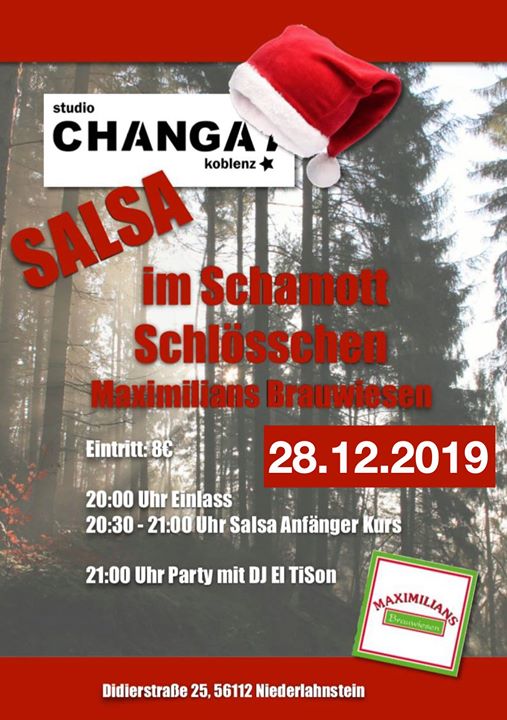 studio
CHANGA
koblenz
SALSA
im Schamott
Schlösschen
Maximilians Brauwiesen
Eintritt: 8€
28.12.2019
20:00 Uhr Einlass
20:30 - 21:00 Uhr Salsa Anfänger Kurs
21:00 Uhr Party mit DJ El TiSon
MAXIMILIANS
Brauwiesen
Didierstraße 25, 56112 Niederlahnstein